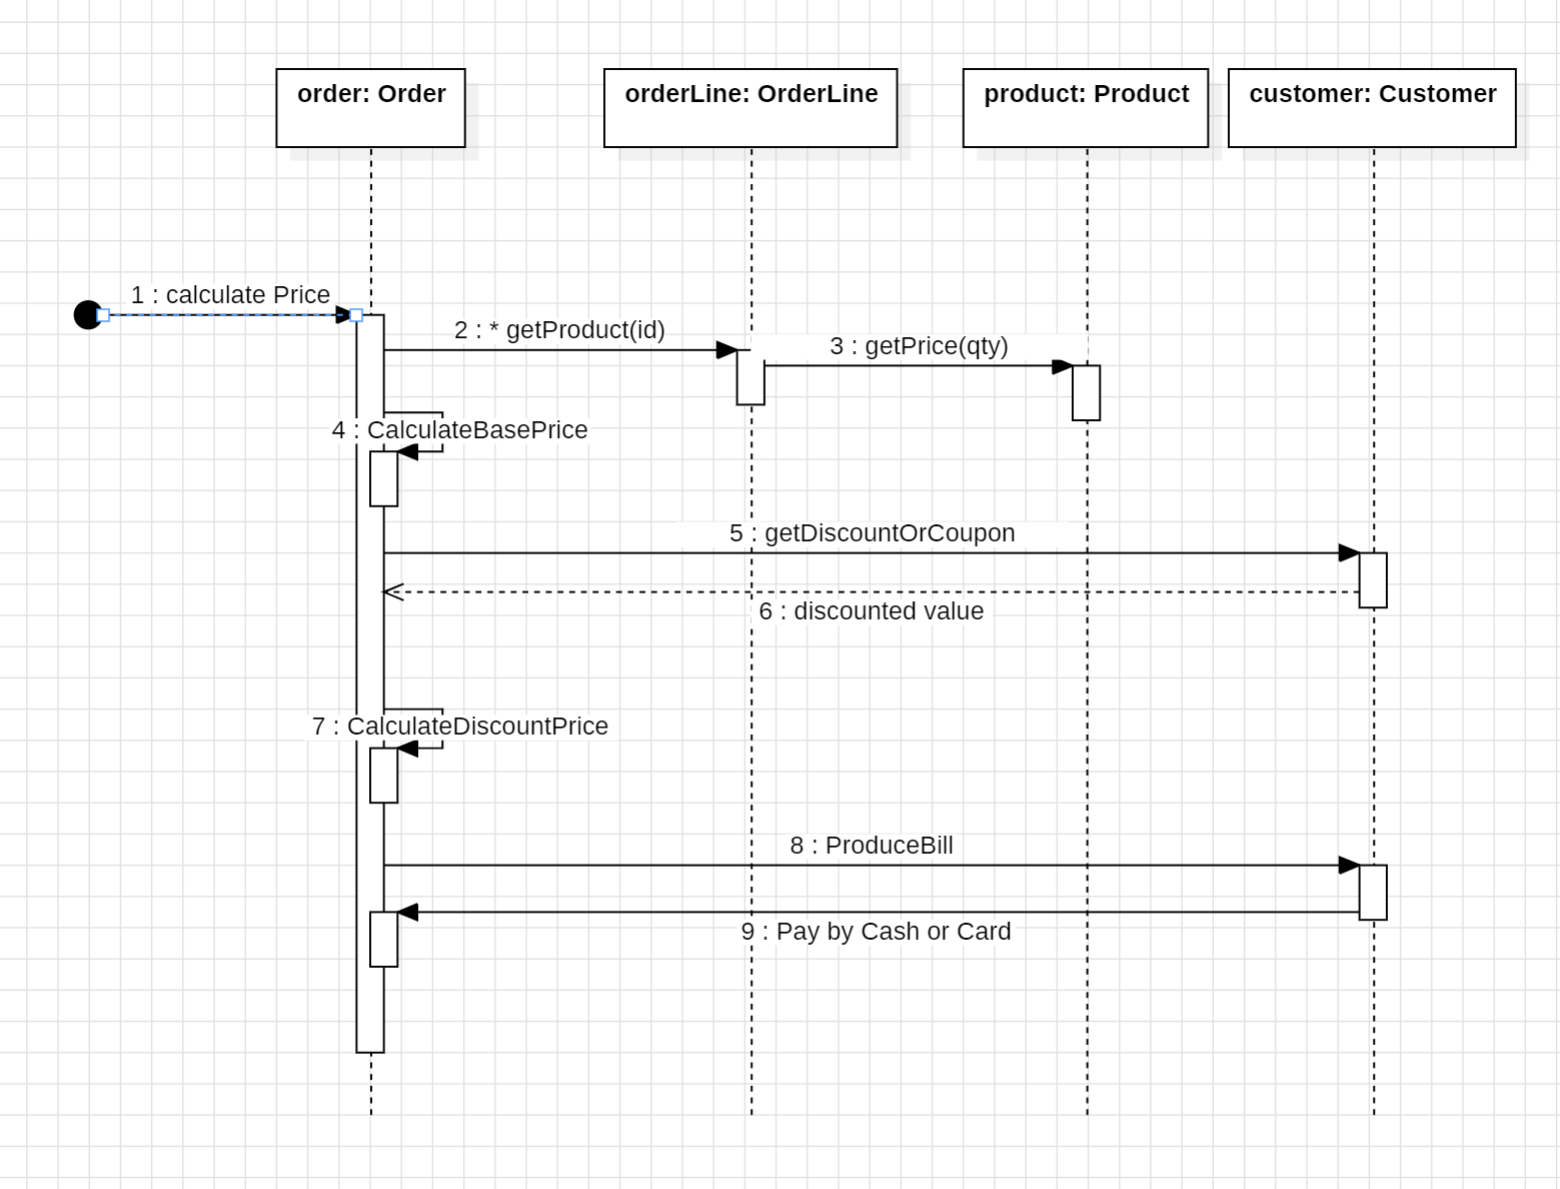 order: Order
orderLine: OrderLine
product: Product
customer: Customer
1 : calculate Price
2 : * getProduct(id)
3 : getPrice(qty)
4 : CalculateBasePrice
5 : getDiscountOrCoupon
6 : discounted value
7 : CalculateDiscountPrice
8 : ProduceBill
9 : Pay by Cash or Card